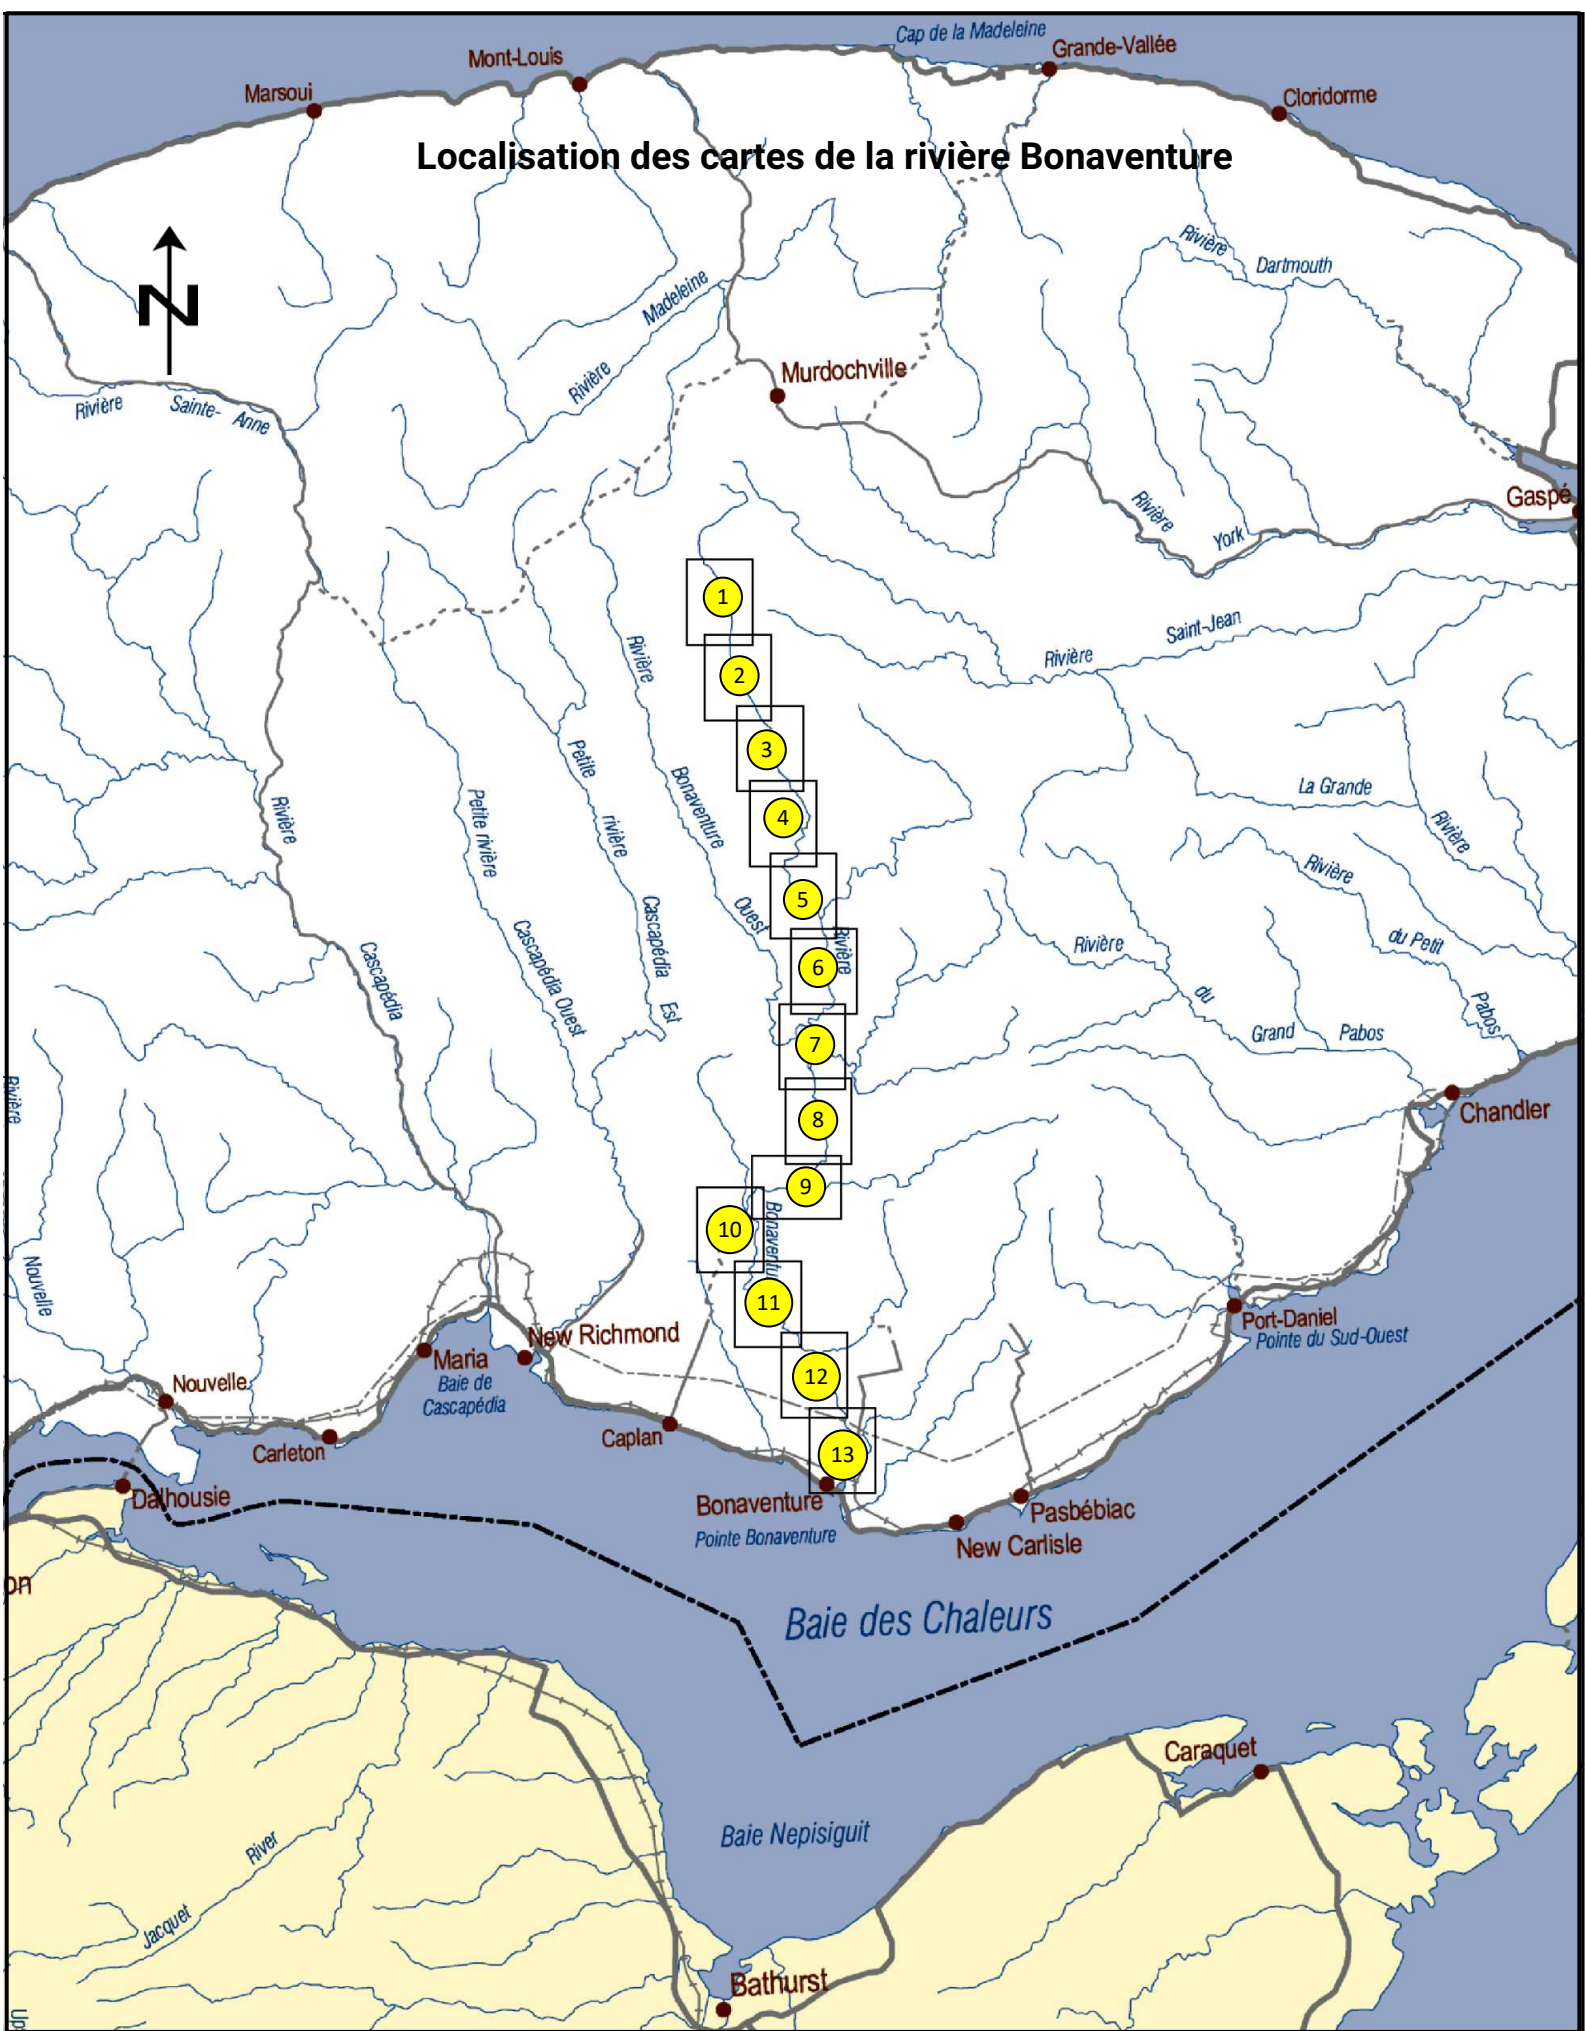 Cap de la Madeleine
Grande-Vallée
Mont-Louis
Marsoui
Cloridorme
Localisation des cartes de la rivière Bonaventure
N
Rivière
Dartmouth
Rivière
Madeleine
Murdochville
Rivière
Sainte-
Anne
Gaspé
Rivière
York
1
Rivière
Saint-Jean
Rivière
2
3
Petite
rivière
Cascapédia
Est
Bonaventure
Ouest
La Grande
Rivière
Rivière
Cascapédia
Petite rivière
Cascapédia Ouest
4
Rivière
du Petit
Pabos
5
Rivière
6
Rivière
du
Grand
Pabos
7
Rivière
Nouvelle
Chandler
8
9
10
Bonaventu
11
Port-Daniel
Pointe du Sud-Ouest
New Richmond
Maria
Baie de
Cascapédia
12
Nouvelle
Carleton
Caplan
13
Dalhousie
Bonaventure
Pointe Bonaventure
Pasbébiac
New Carlisle
on
Baie des Chaleurs
Caraquet
Baie Nepisiguit
River
Jacquet
Bathurst
Up